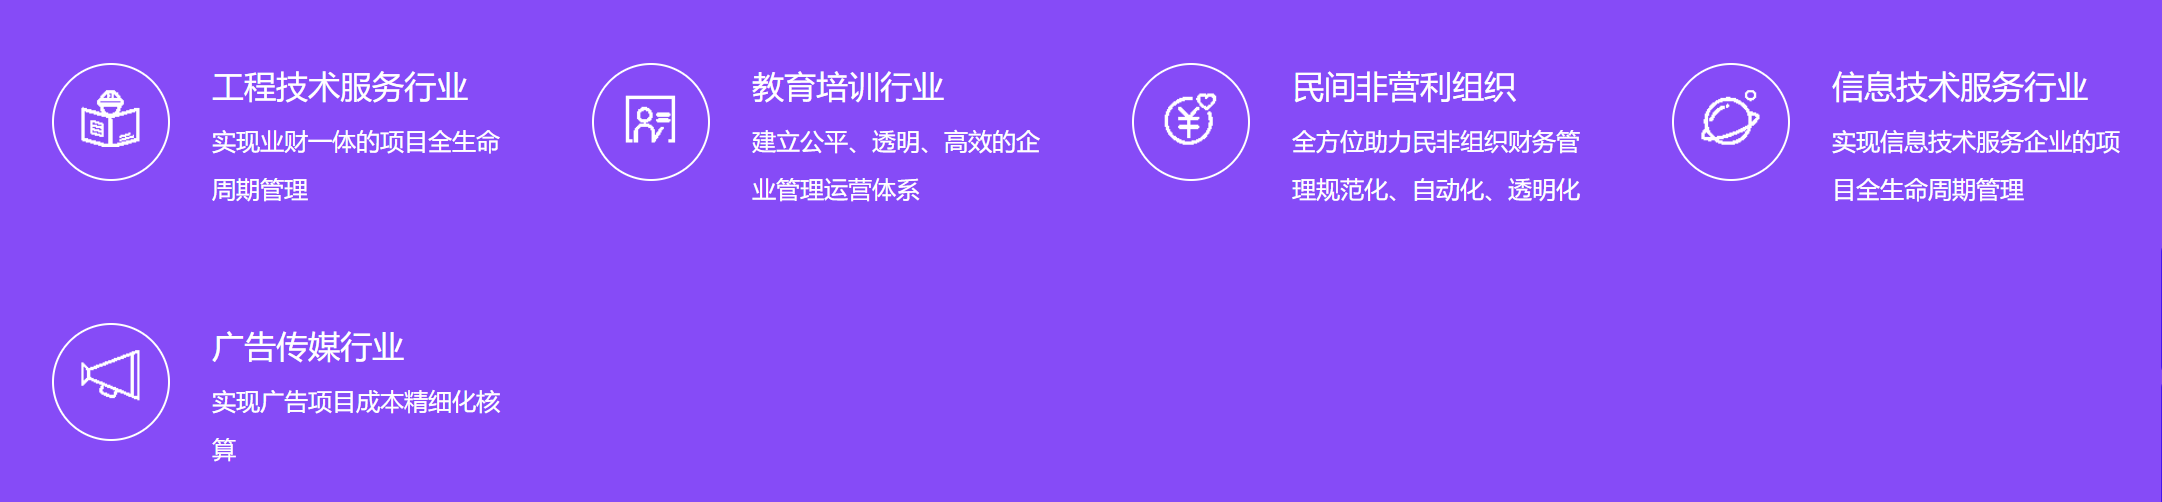 工程技术服务行业
实现业财一体的项目全生命
周期管理
教育培训行业
建立公平、透明、高效的企
业管理运营体系
民间非营利组织
全方位助力民非组织财务管
理规范化、自动化、透明化
信息技术服务行业
实现信息技术服务企业的项
目全生命周期管理
广告传媒行业
实现广告项目成本精细化核
算